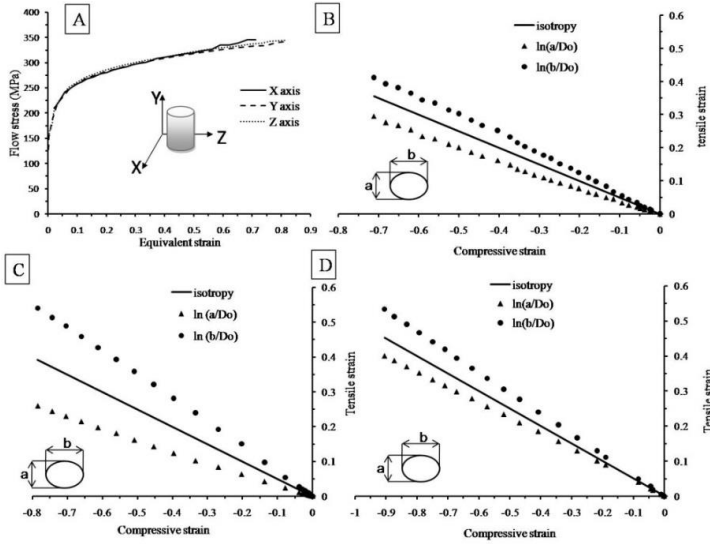 A
Flow stress (MPa)
400
350
300
250
200
150
100
50
0
0 0.1 0.2 0.3 0.4 0.5 0.6 0.7 0.8 0.9
Equivalent strain
X axis
Y axis
Z axis
Y
Z
X
B
isotropy
ln(a/Do)
ln(b/Do)
b
a
0.6
0.5
0.4
0.3
0.2
0.1
0
tensile strain
-0.8 -0.7 -0.6 -0.5 -0.4 -0.3 -0.2 -0.1 0
Compressive strain
C
isotropy
ln (a/Do)
ln (b/Do)
b
a
0.6
0.5
0.4
0.3
0.2
0.1
0
Tensile strain
-0.8 -0.7 -0.6 -0.5 -0.4 -0.3 -0.2 -0.1 0
Compressive strain
D
isotropy
ln(a/Do)
ln(b/Do)
b
a
0.6
0.5
0.4
0.3
0.2
0.1
0
Tensile strain
-1 -0.9 -0.8 -0.7 -0.6 -0.5 -0.4 -0.3 -0.2 -0.1 0
Compressive strain